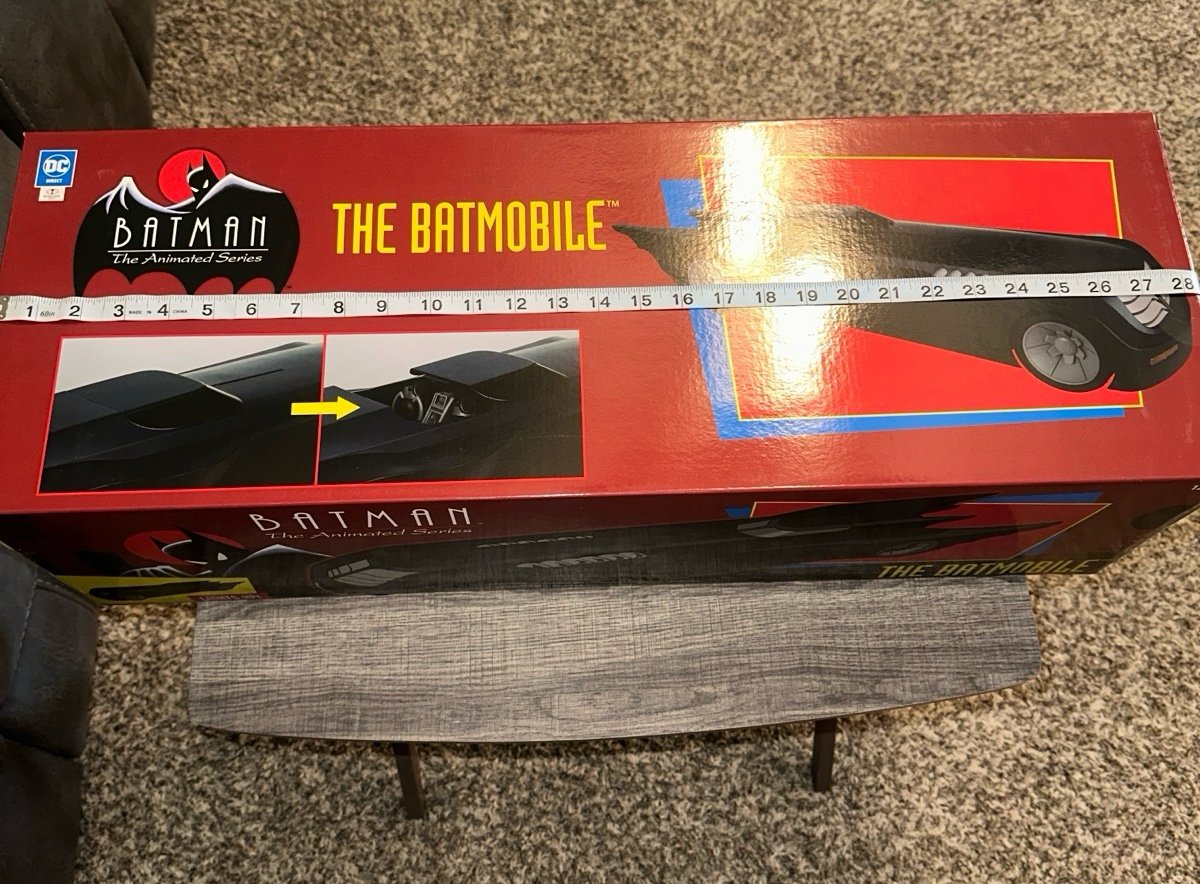 DC
DIRECT
BATMAN
The Animated Series
THE BATMOBILE™
1 60in 2 3 MADE IN 4 CHINA 5 6 7 8 9 10 11 12 13 14 15 16 17 18 19 20 21 22 23 24 25 26 27 28
BATMAN
The Animated Series
THE BATMOBILE